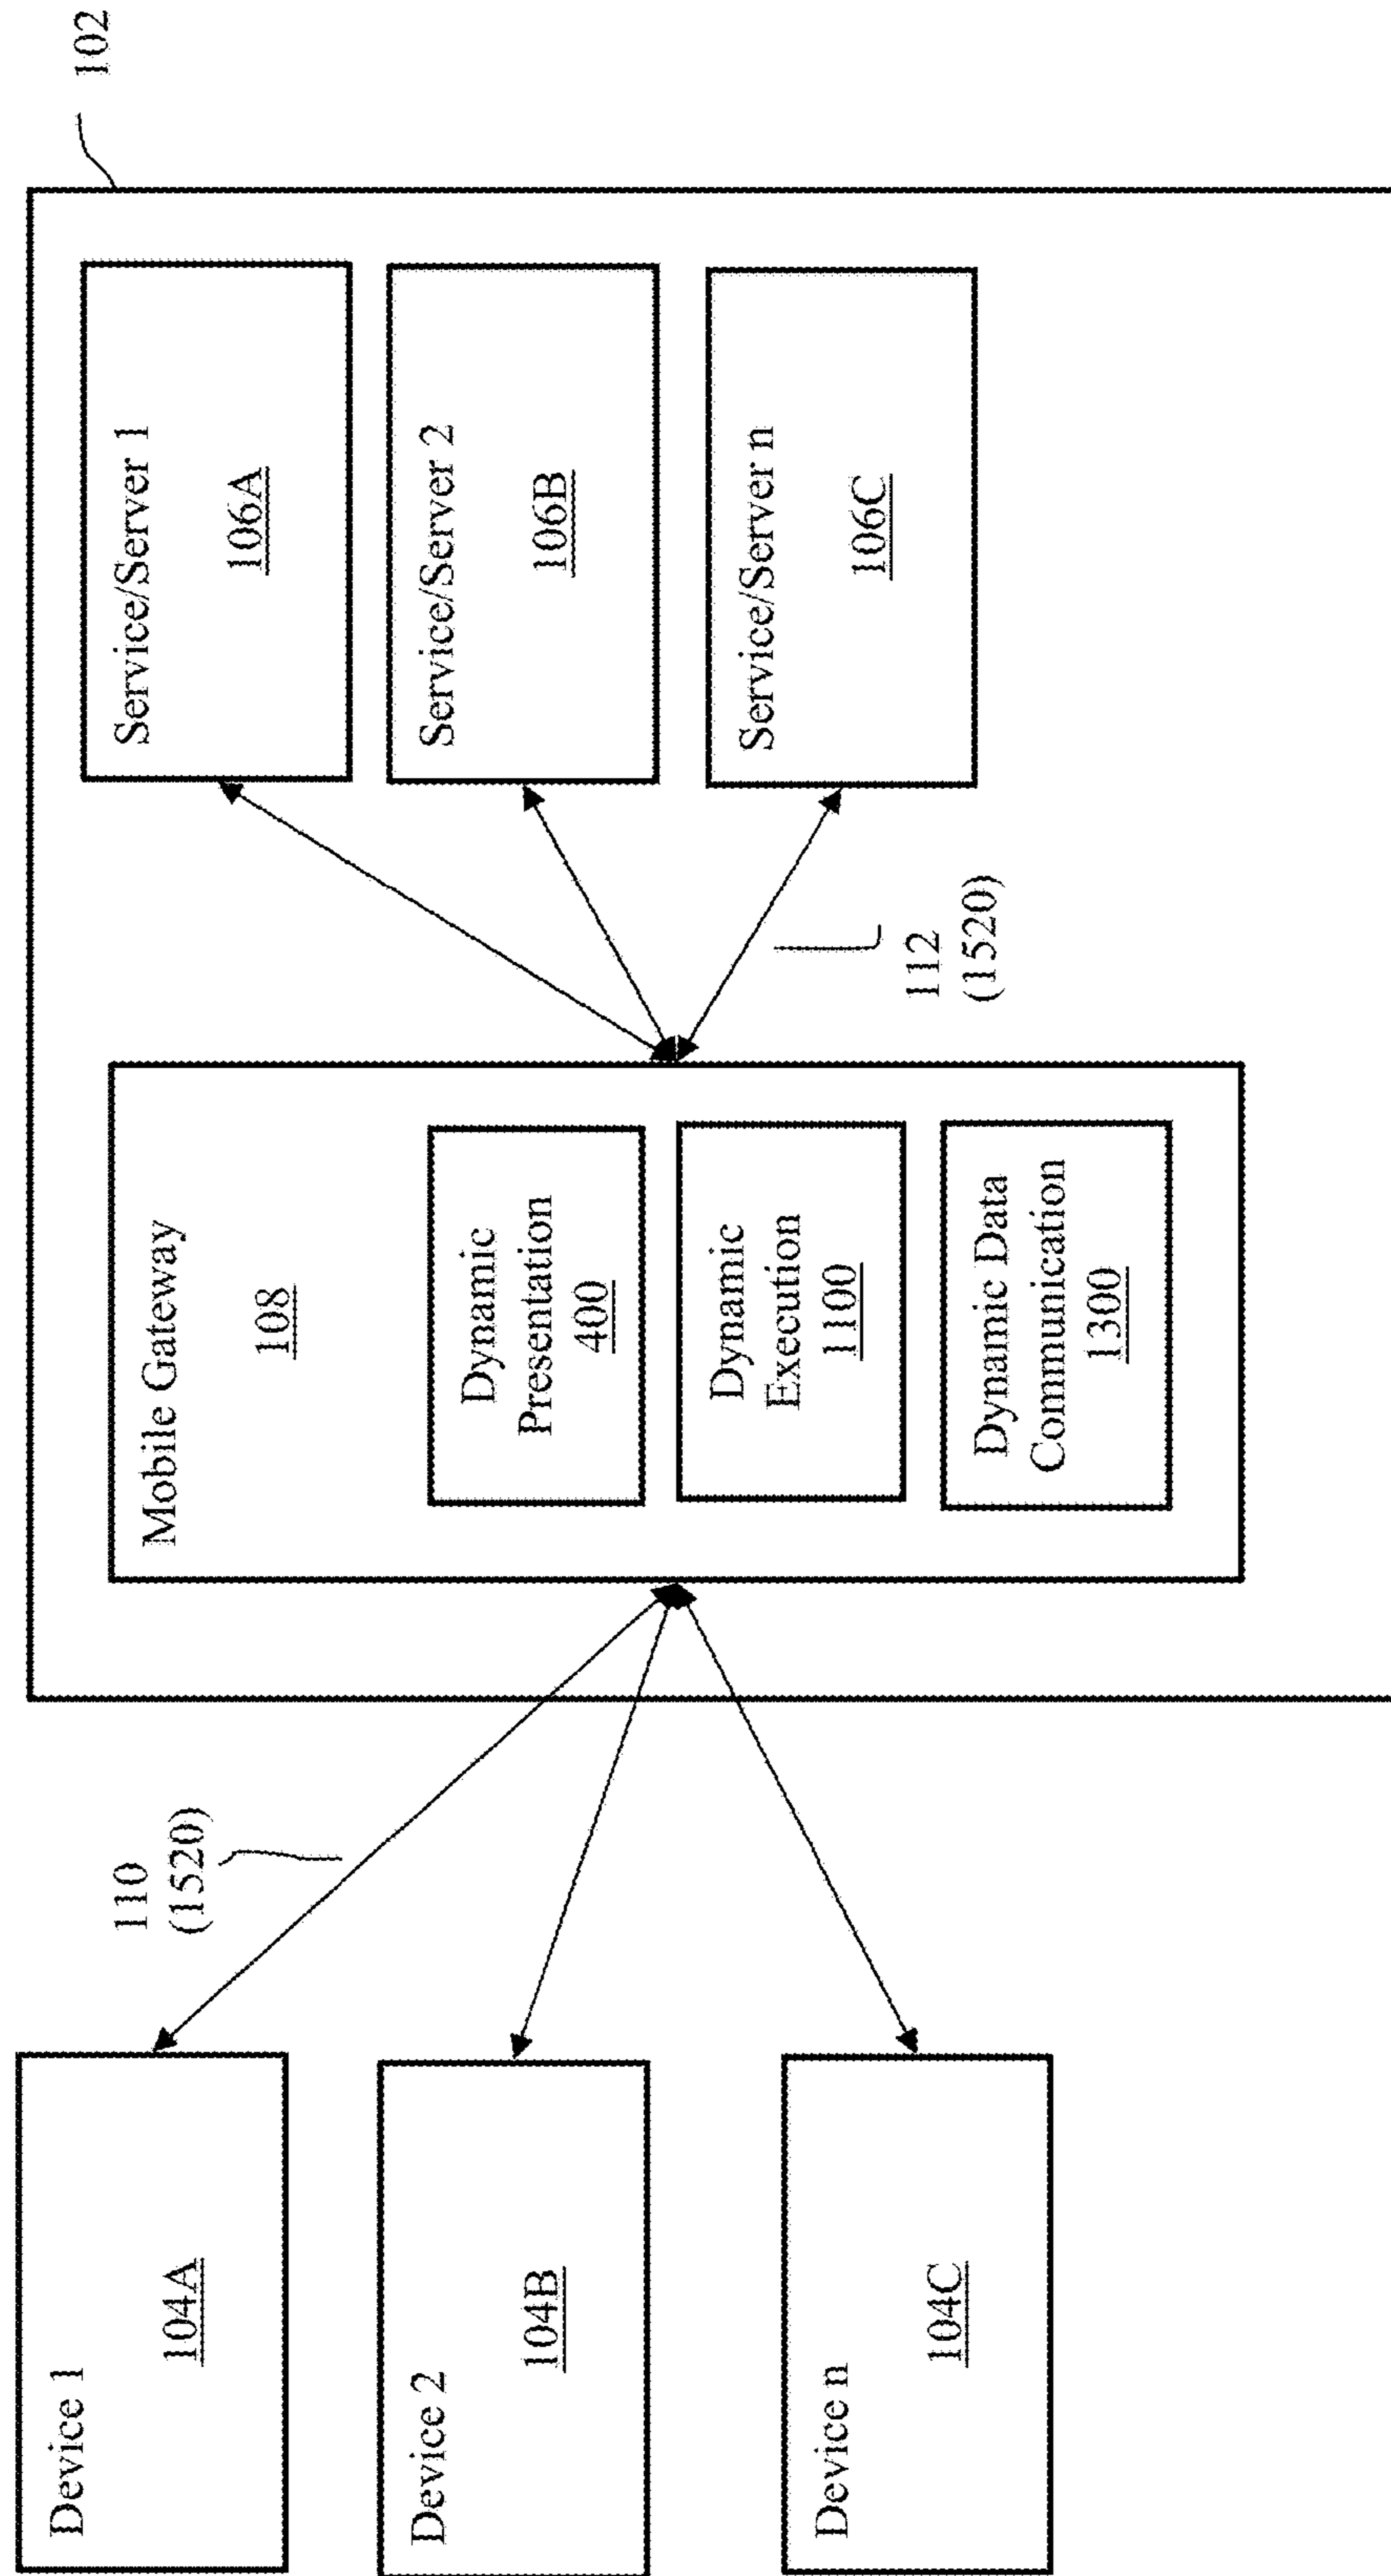 102
Device 1
104A
Device 2
104B
Device n
104C
110
(1520)
Mobile Gateway
108
Dynamic
Presentation
400
Dynamic
Execution
1100
Dynamic Data
Communication
1300
112
(1520)
Service/Server 1
106A
Service/Server 2
106B
Service/Server n
106C